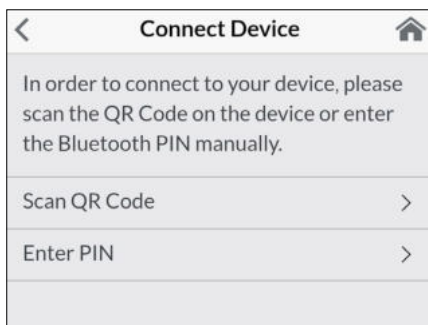 Connect Device
In order to connect to your device, please
scan the QR Code on the device or enter
the Bluetooth PIN manually.
Scan QR Code
Enter PIN